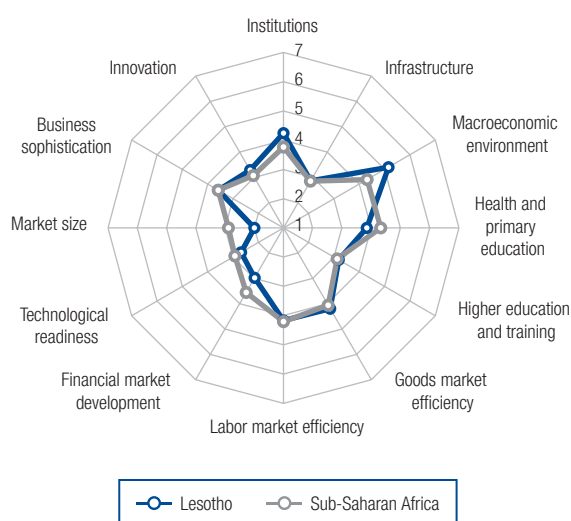 Institutions
7
6
5
4
3
2
1
Infrastructure
Macroeconomic
environment
Health and
primary
education
Higher education
and training
Goods market
efficiency
Labor market efficiency
Financial market
development
Technological
readiness
Market size
Business
sophistication
Innovation
Lesotho
Sub-Saharan Africa